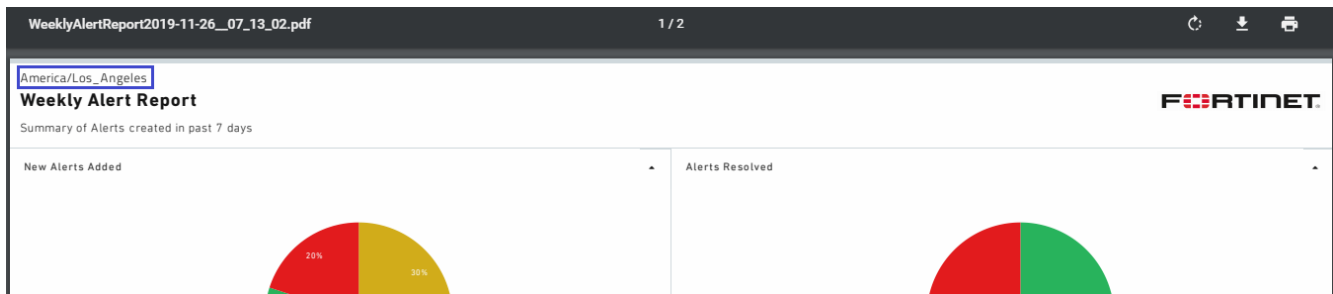 WeeklyAlertReport2019-11-26__07_13_02.pdf
1 / 2
America/Los_Angeles
Weekly Alert Report
FORTINET
Summary of Alerts created in past 7 days
New Alerts Added
Alerts Resolved
20%
30%